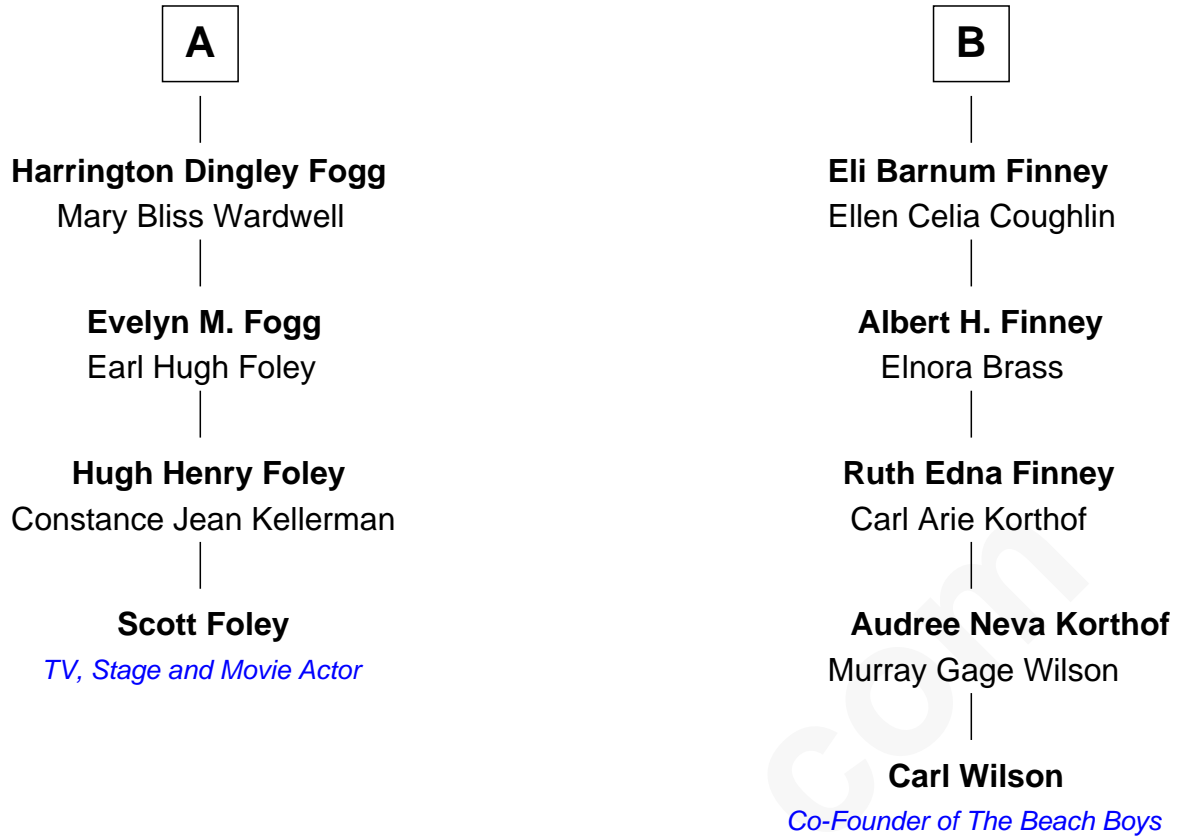 A
Harrington Dingley Fogg
Mary Bliss Wardwell
Evelyn M. Fogg
Earl Hugh Foley
Hugh Henry Foley
Constance Jean Kellerman
Scott Foley
TV, Stage and Movie Actor
B
Eli Barnum Finney
Ellen Celia Coughlin
Albert H. Finney
Elnora Brass
Ruth Edna Finney
Carl Arie Korthof
Audree Neva Korthof
Murray Gage Wilson
Carl Wilson
Co-Founder of The Beach Boys
com